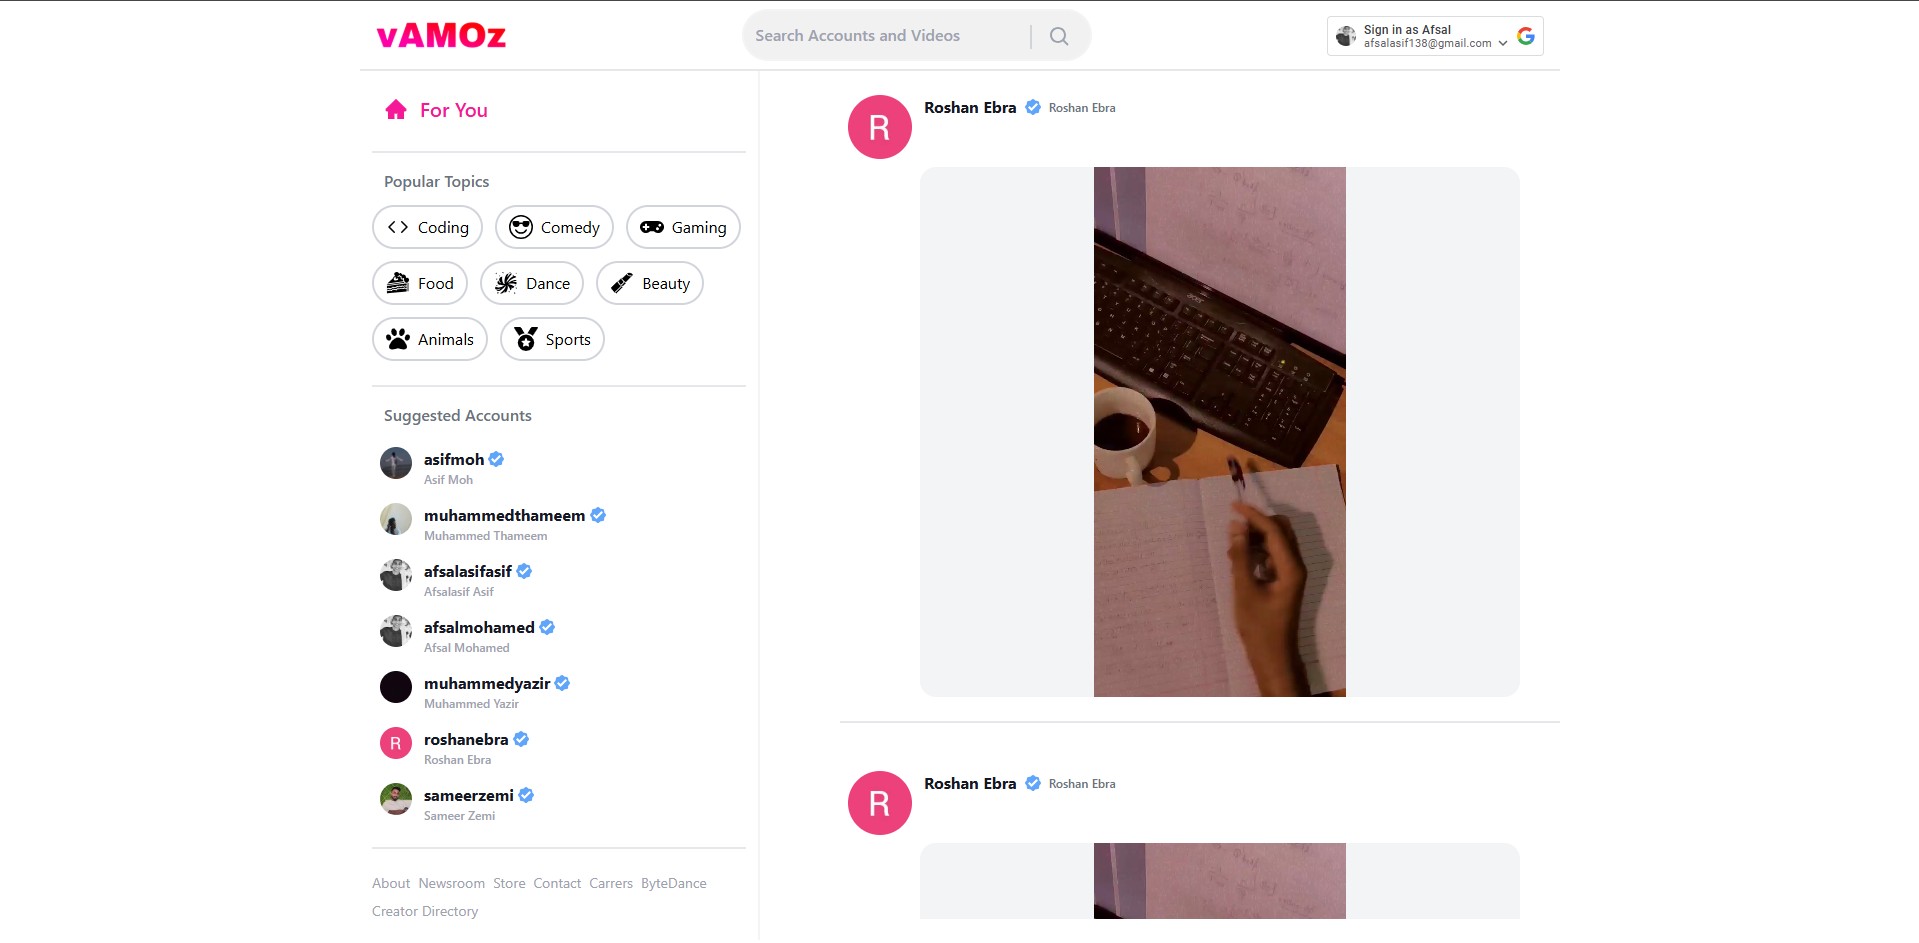 vAMOz
Search Accounts and Videos
Sign in as Afsal
afsalasif138@gmail.com
For You
Popular Topics
Coding
Comedy
Gaming
Food
Dance
Beauty
Animals
Sports
Suggested Accounts
asifmoh
Asif Moh
muhammedthameem
Muhammed Thameem
afsalasifasif
Afsalasif Asif
afsalmohamed
Afsal Mohamed
muhammedyazir
Muhammed Yazir
R
roshanebra
Roshan Ebra
sameerzemi
Sameer Zemi
About Newsroom Store Contact Carrers ByteDance
Creator Directory
R
Roshan Ebra Roshan Ebra
acer
R
Roshan Ebra Roshan Ebra